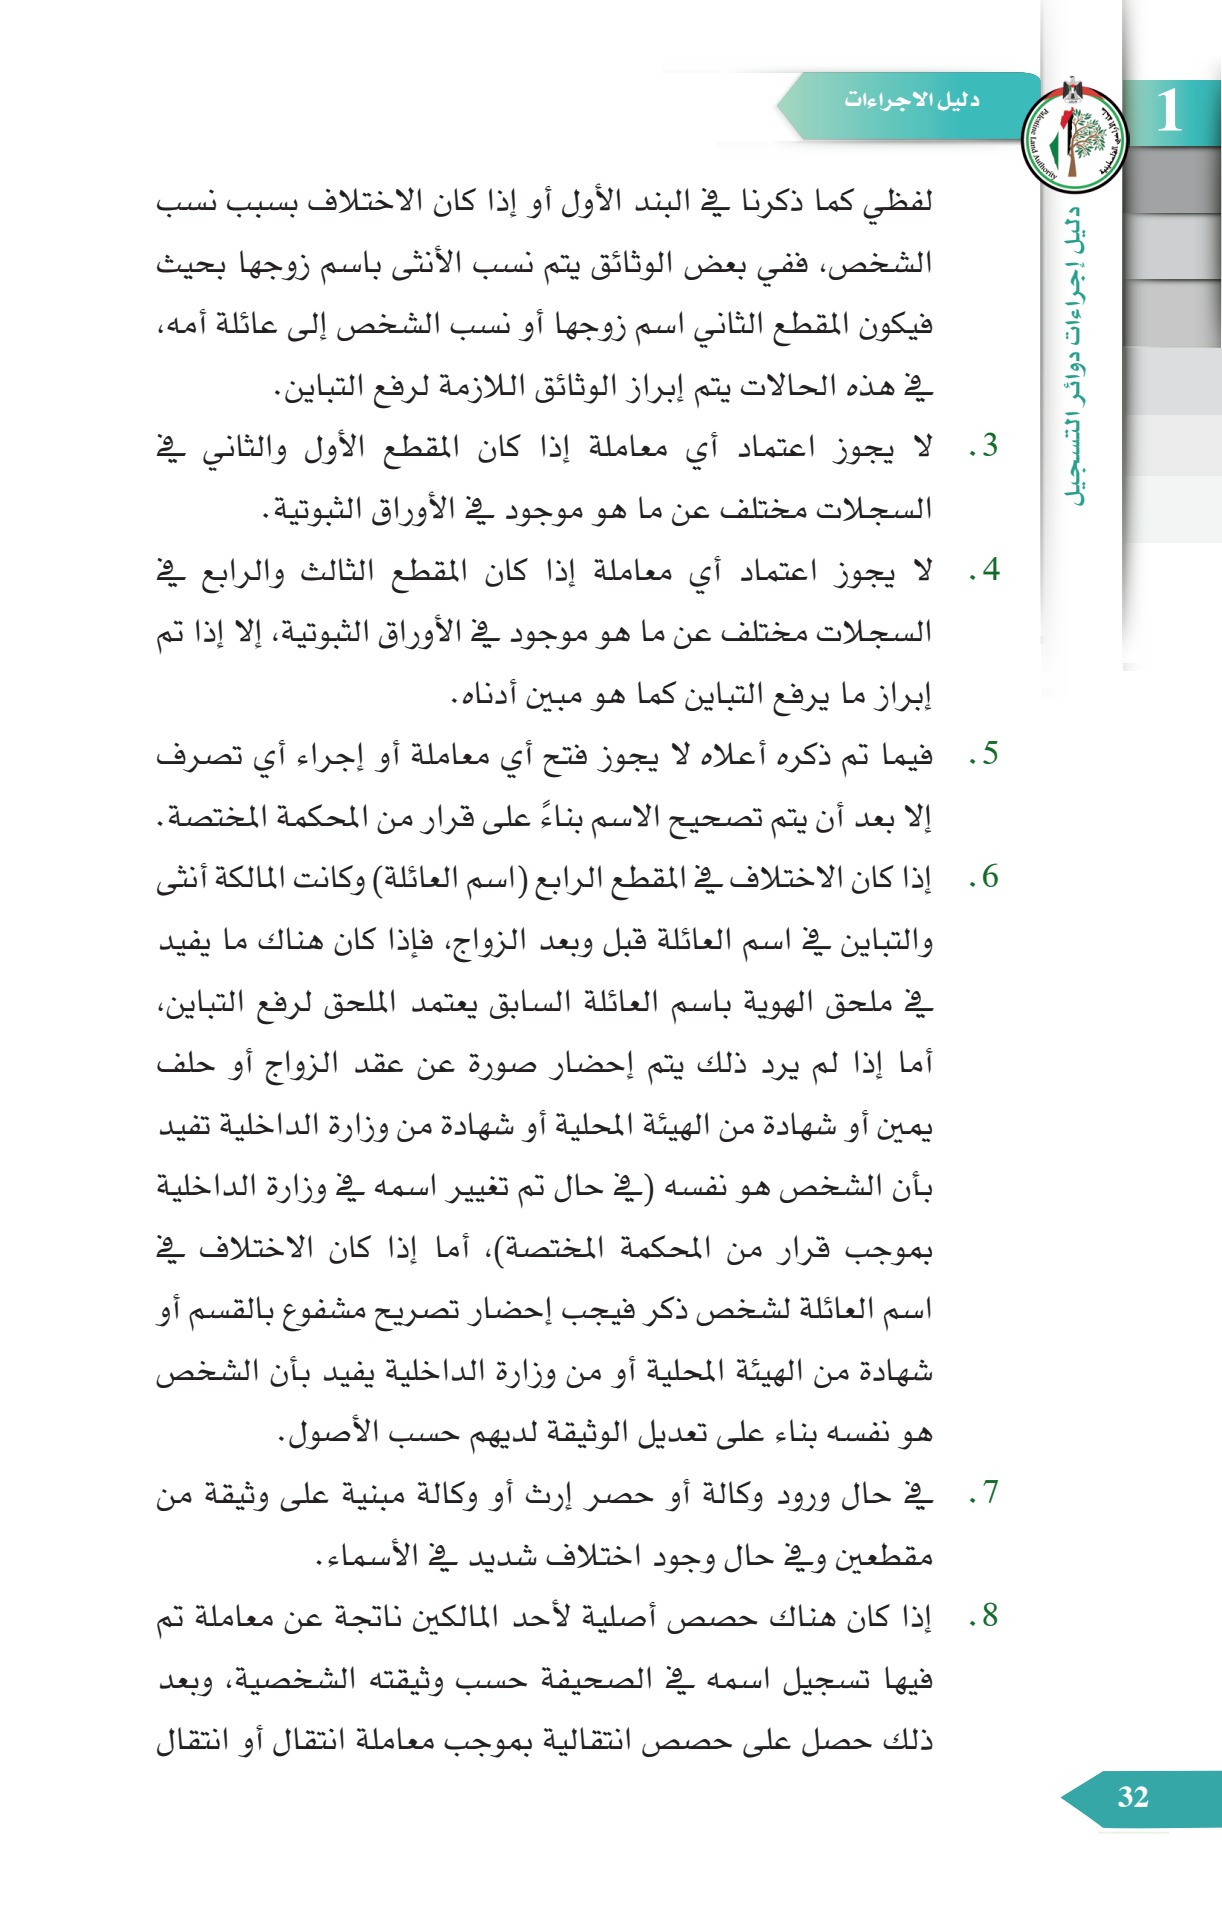 1
دليل الاجراءات
Palestine Land Authority
دليل إجراءات دوائر التسجيل
لفظي كما ذكرنا في البند الأول أو إذا كان الاختلاف بسبب نسب
الشخص، ففي بعض الوثائق يتم نسب الأنثى باسم زوجها بحيث
فيكون المقطع الثاني اسم زوجها أو نسب الشخص إلى عائلة أمه،
في هذه الحالات يتم إبراز الوثائق اللازمة لرفع التباين.
3. لا يجوز اعتماد أي معاملة إذا كان المقطع الأول والثاني في
السجلات مختلف عن ما هو موجود في الأوراق الثبوتية.
4. لا يجوز اعتماد أي معاملة إذا كان المقطع الثالث والرابع في
السجلات مختلف عن ما هو موجود في الأوراق الثبوتية، إلا إذا تم
إبراز ما يرفع التباين كما هو مبين أدناه.
5. فيما تم ذكره أعلاه لا يجوز فتح أي معاملة أو إجراء أي تصرف
إلا بعد أن يتم تصحيح الاسم بناءً على قرار من المحكمة المختصة.
6. إذا كان الاختلاف في المقطع الرابع (اسم العائلة) وكانت المالكة أنثى
والتباين في اسم العائلة قبل وبعد الزواج، فإذا كان هناك ما يفيد
في ملحق الهوية باسم العائلة السابق يعتمد الملحق لرفع التباين،
أما إذا لم يرد ذلك يتم إحضار صورة عن عقد الزواج أو حلف
يمين أو شهادة من الهيئة المحلية أو شهادة من وزارة الداخلية تفيد
بأن الشخص هو نفسه (في حال تم تغيير اسمه في وزارة الداخلية
بموجب قرار من المحكمة المختصة)، أما إذا كان الاختلاف في
اسم العائلة لشخص ذكر فيجب إحضار تصريح مشفوع بالقسم أو
شهادة من الهيئة المحلية أو من وزارة الداخلية يفيد بأن الشخص
هو نفسه بناء على تعديل الوثيقة لديهم حسب الأصول.
7. في حال ورود وكالة أو حصر إرث أو وكالة مبنية على وثيقة من
مقطعين وفي حال وجود اختلاف شديد في الأسماء.
8. إذا كان هناك حصص أصلية لأحد المالكين ناتجة عن معاملة تم
فيها تسجيل اسمه في الصحيفة حسب وثيقته الشخصية، وبعد
ذلك حصل على حصص انتقالية بموجب معاملة انتقال أو انتقال
32